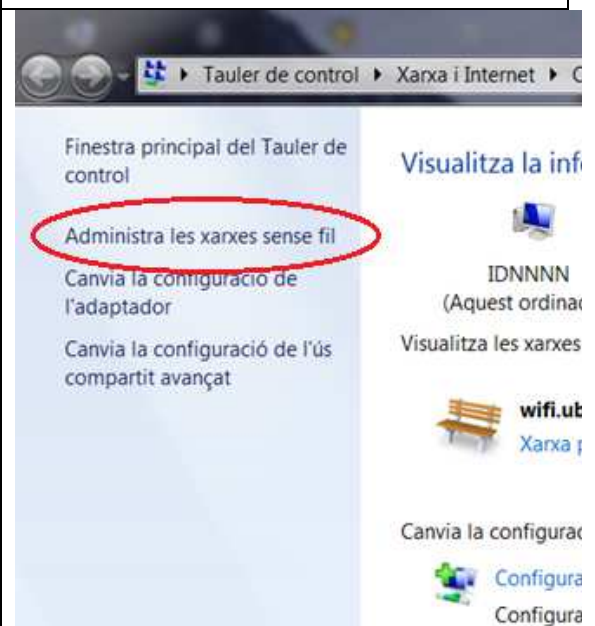 Tauler de control ▸ Xarxa i Internet ▸
Finestra principal del Tauler de
control
Administra les xarxes sense fil
Canvia la configuració de
l'adaptador
Canvia la configuració de l'ús
compartit avançat
Visualitza la inf
IDNNNN
(Aquest ordinad
Visualitza les xarxes
wifi.ub
Xarxa p
Canvia la configurac
Configura
Configura